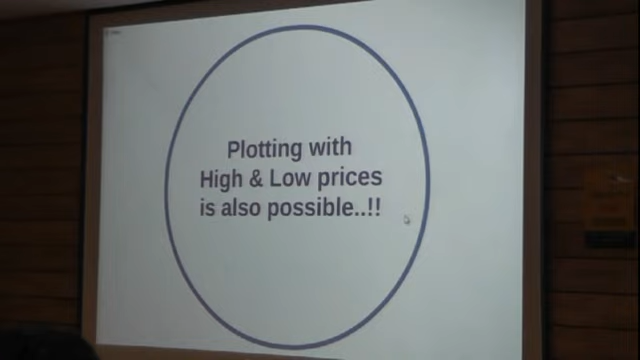 Plotting with
High & Low prices
is also possible..!!